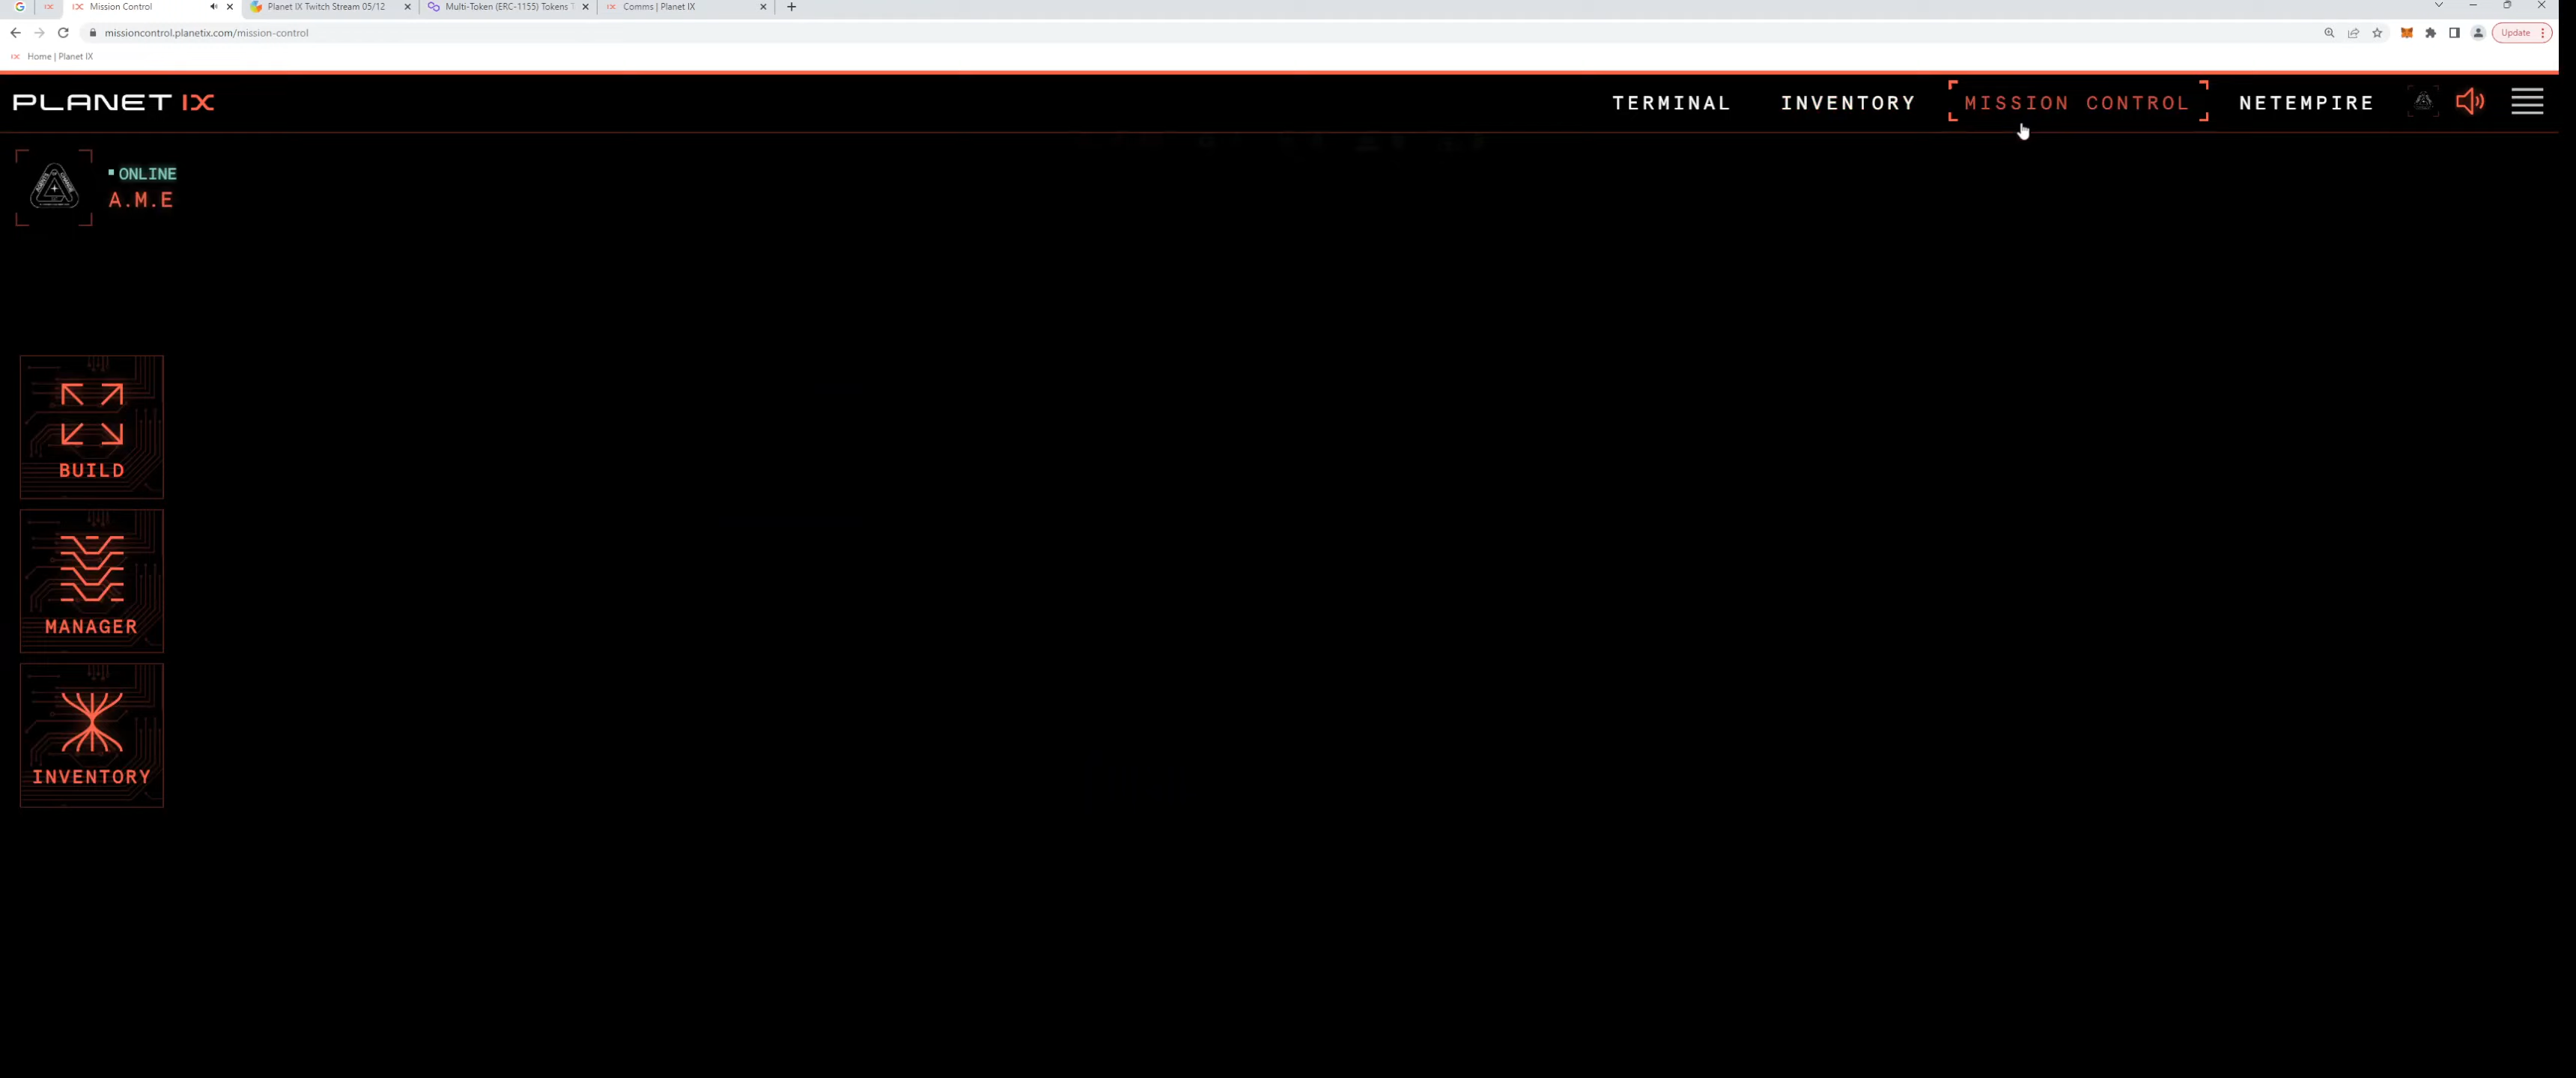 Mission Control
Planet IX Twitch Stream 05/12
Multi-Token (ERC-1155) Tokens
Comms | Planet IX
missioncontrol.planetix.com/mission-control
Update
Home | Planet IX
PLANET IX
TERMINAL
INVENTORY
MISSION CONTROL
NETEMPIRE
ONLINE
A.M.E
BUILD
MANAGER
INVENTORY